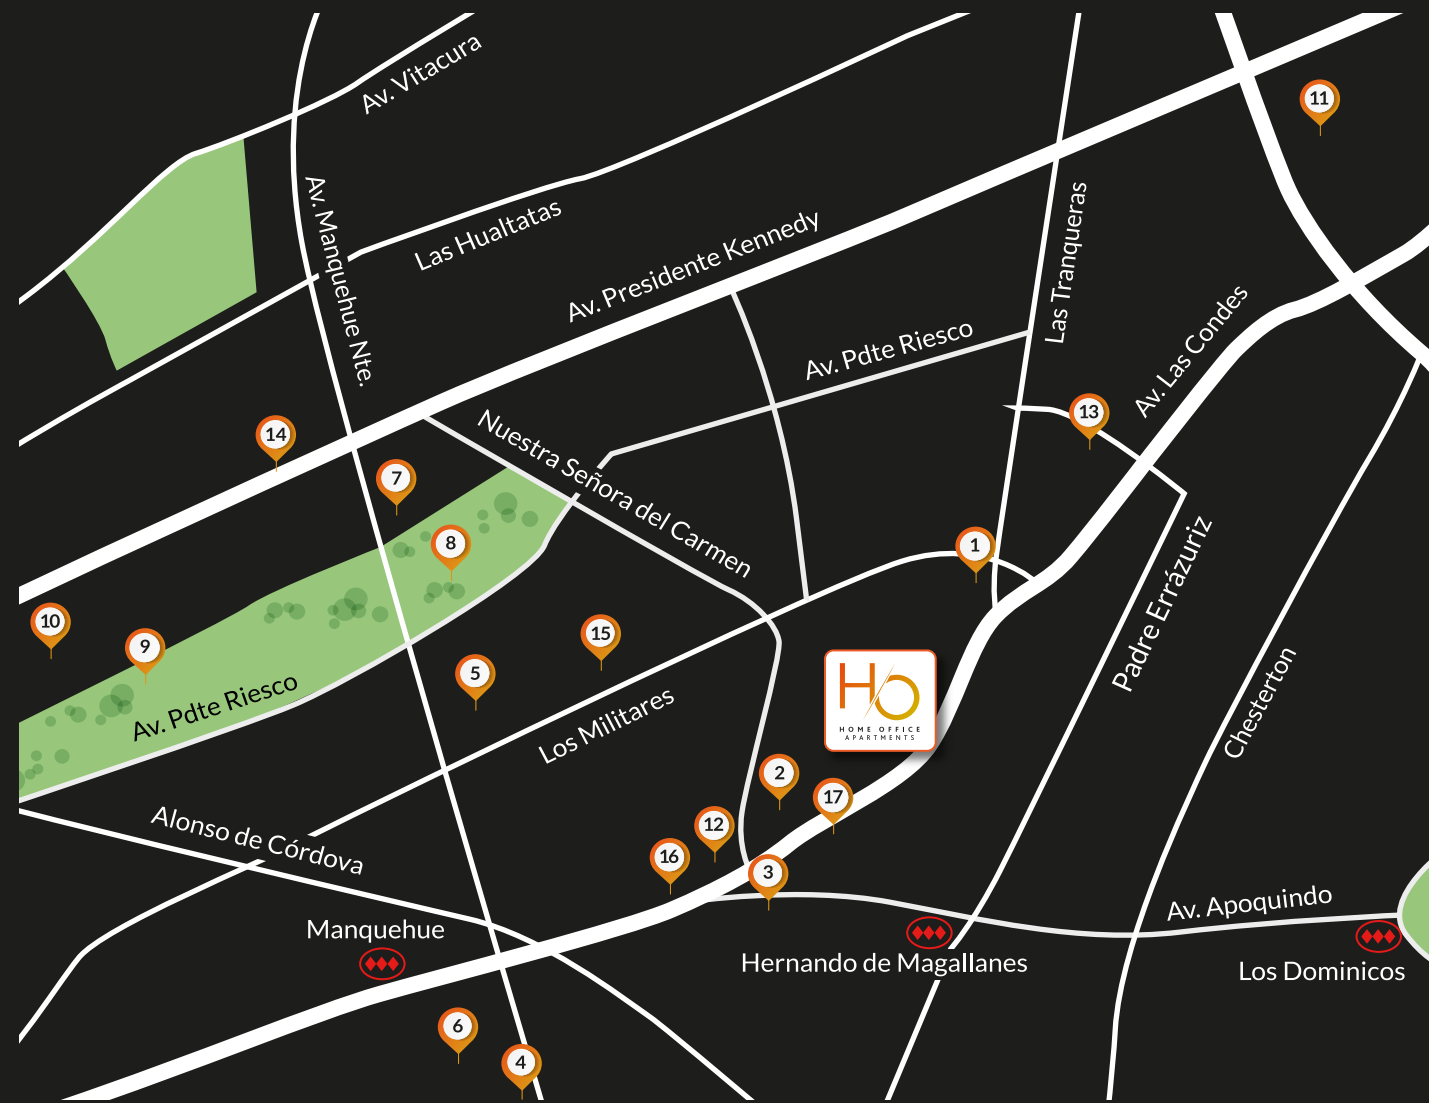 Av. Vitacura
11
Av. Manquehue Nte.
Las Hualtatas
Av. Presidente Kennedy
Las Tranqueras
Av. Las Condes
Av. Pdte Riesco
13
14
7
Nuestra Señora del Carmen
8
1
Padre Errázuriz
10
9
15
5
Av. Pdte Riesco
Los Militares
HO
HOME OFFICE
APARTMENTS
Chesterton
2
17
Alonso de Córdova
12
16
3
Av. Apoquindo
Manquehue
Hernando de Magallanes
Los Dominicos
6
4